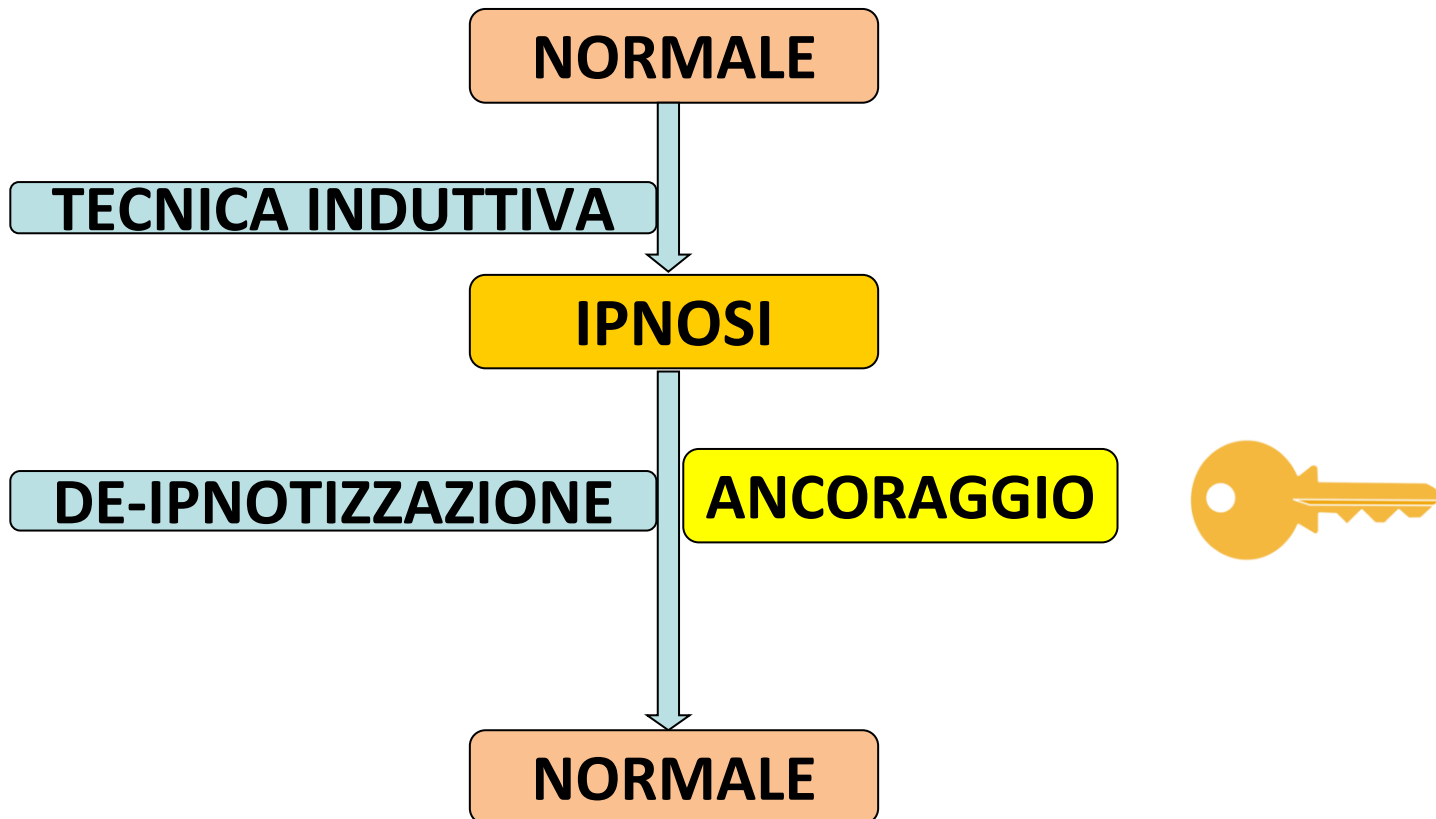 NORMALE
TECNICA INDUTTIVA
IPNOSI
DE-IPNOTIZZAZIONE
ANCORAGGIO
NORMALE